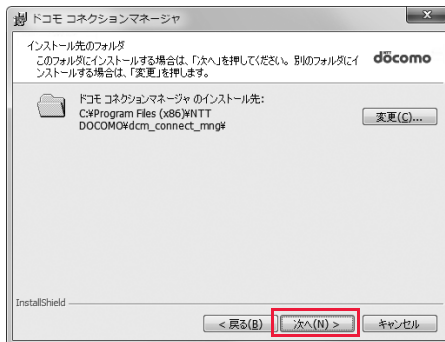 ドコモ コネクションマネージャ
インストール先のフォルダ
このフォルダにインストールする場合は、「次へ」を押してください。別のフォルダにイ
ンストールする場合は、「変更」を押します。
döcomo
ドコモ コネクションマネージャ のインストール先:
C:¥Program Files (x86)¥NTT
DOCOMO¥dcm_connect_mng¥
変更(C)...
InstallShield
< 戻る(B)
次へ(N) >
キャンセル